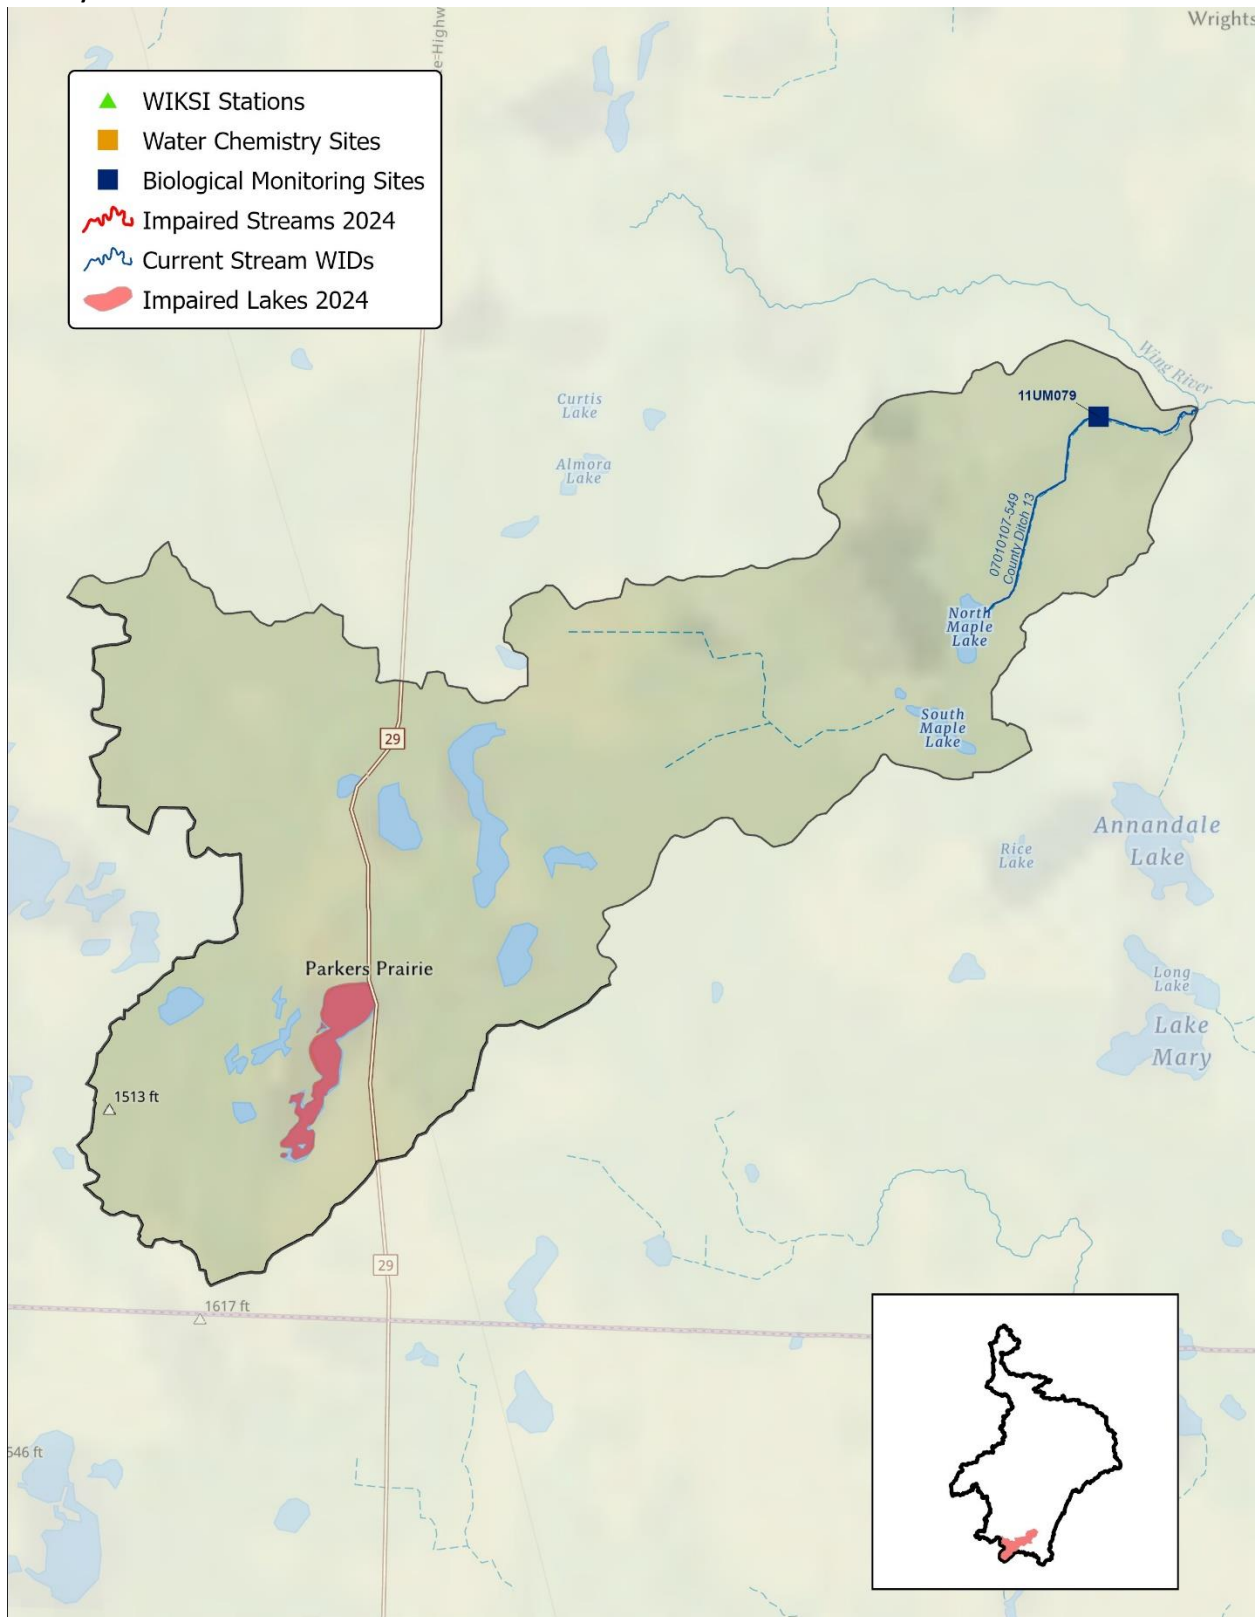 Wrights
e-Highw
WIKSI Stations
Water Chemistry Sites
Biological Monitoring Sites
Impaired Streams 2024
Current Stream WIDs
Impaired Lakes 2024
Wing River
11UM079
Curtis
Lake
Almora
Lake
07010107-549
County Ditch 13
North
Maple
Lake
South
Maple
Lake
29
Annandale
Lake
Rice
Lake
Parkers Prairie
Long
Lake
Lake
Mary
1513 ft
29
1617 ft
546 ft